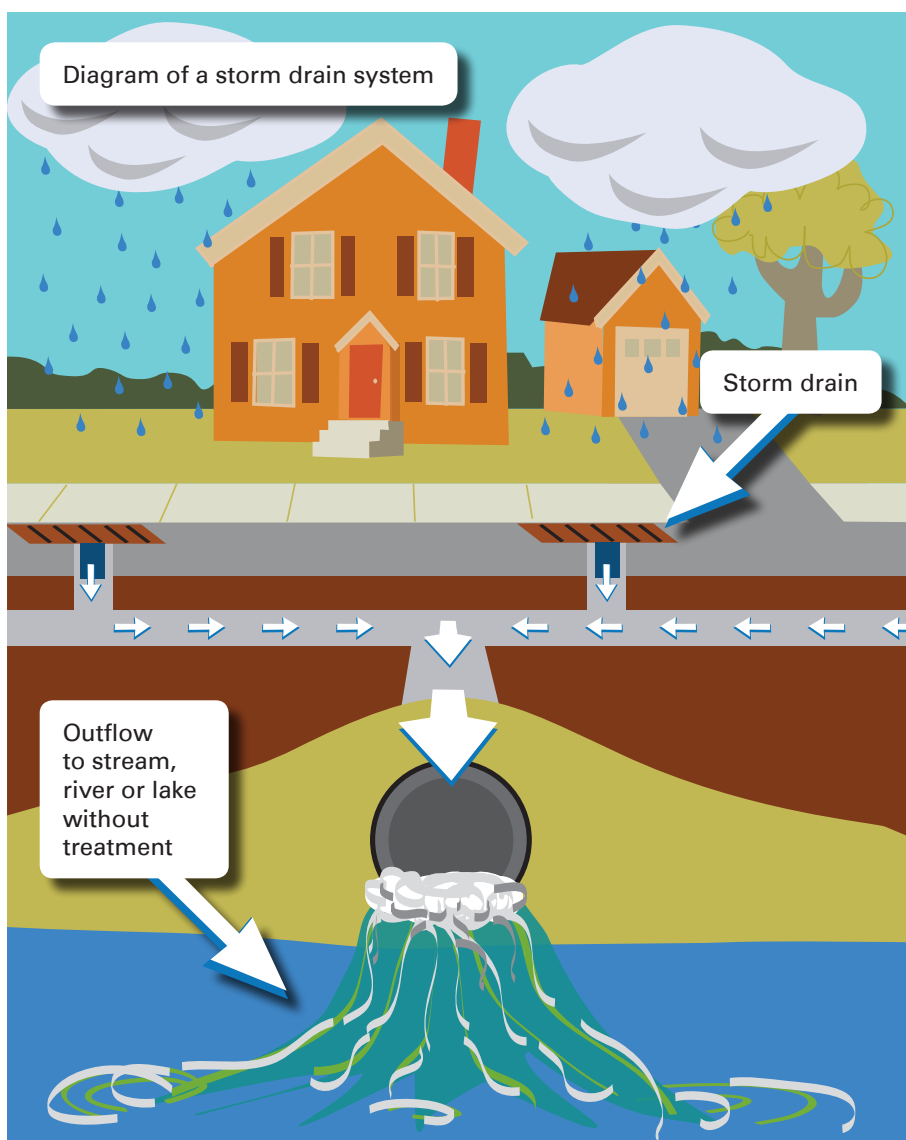 Diagram of a storm drain system
Storm drain
Outflow
to stream,
river or lake
without
treatment